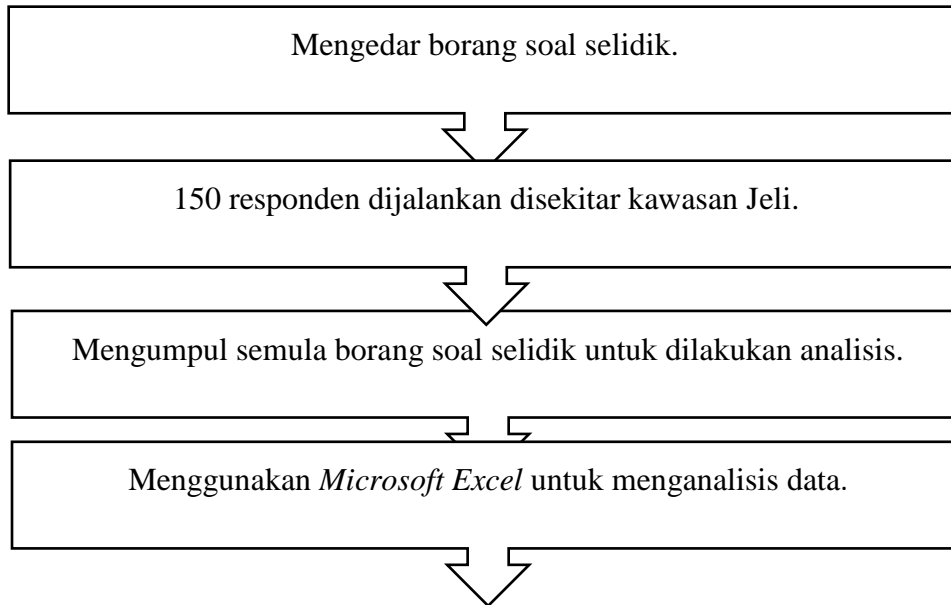 Mengedar borang soal selidik.
150 responden dijalankan disekitar kawasan Jeli.
Mengumpul semula borang soal selidik untuk dilakukan analisis.
Menggunakan Microsoft Excel untuk menganalisis data.